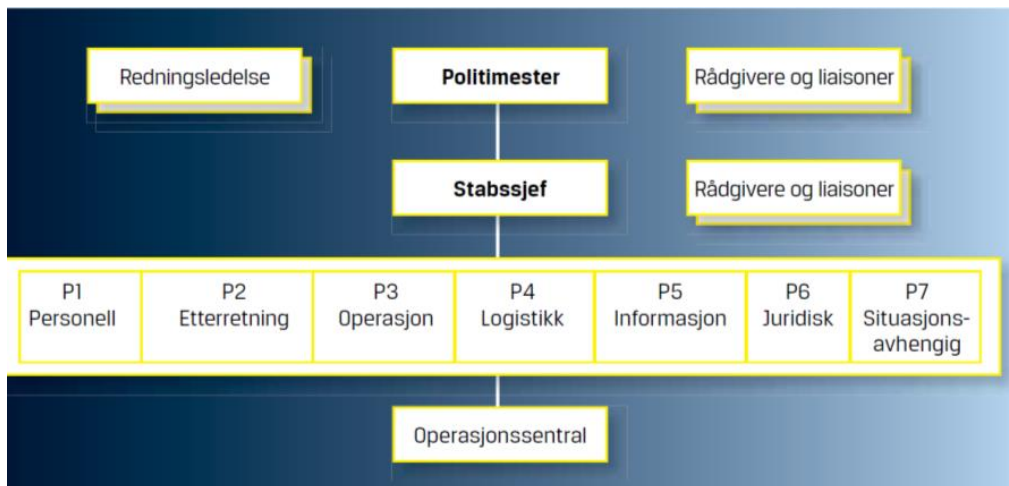 Redningsledelse
Politimester
Rådgivere og liaisoner
Stabssjef
Rådgivere og liaisoner
P1
Personell
P2
Etterretning
P3
Operasjon
P4
Logistikk
P5
Informasjon
P6
Juridisk
P7
Situasjons-
avhengig
Operasjonssentral